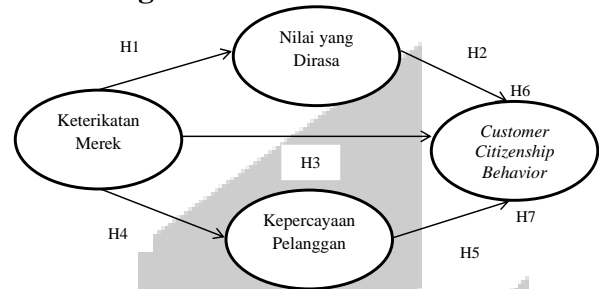 H1
Nilai yang
Dirasa
H2
H6
Keterikatan
Merek
Customer
Citizenship
Behavior
H3
H4
Kepercayaan
Pelanggan
H7
H5